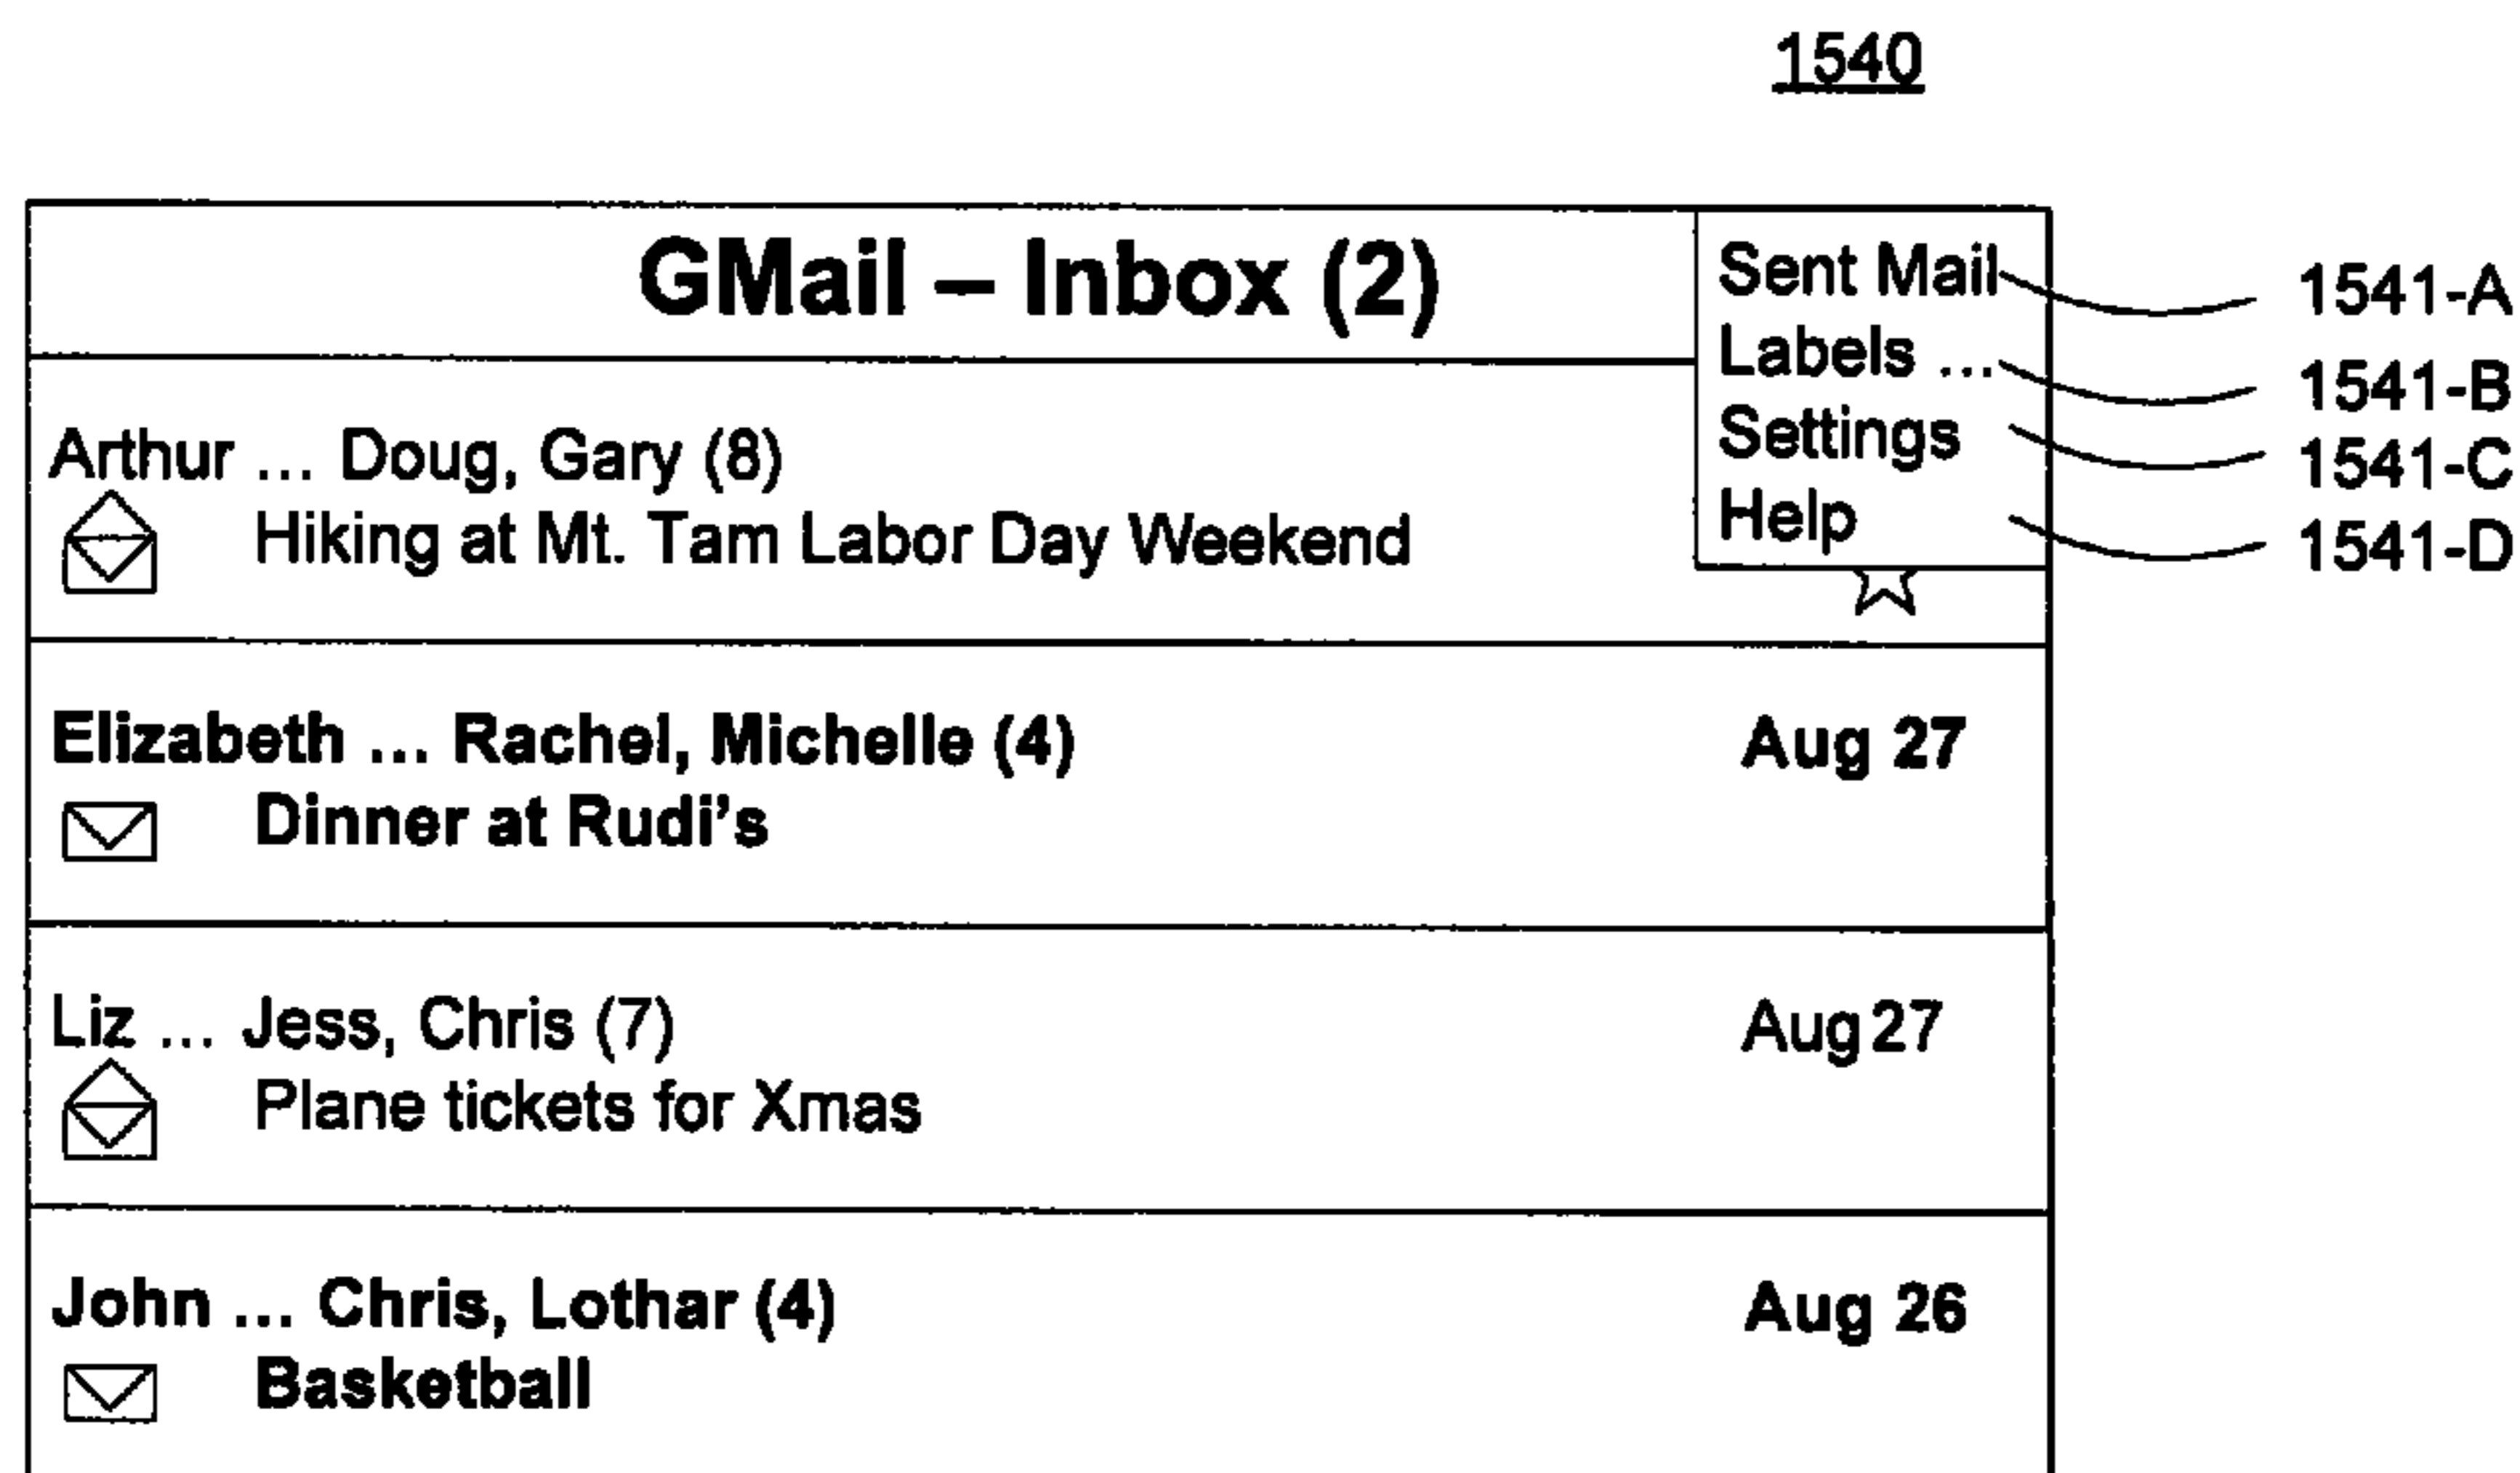 1540
GMail – Inbox (2)
Sent Mail 1541-A
Labels ... 1541-B
Settings 1541-C
Help 1541-D
Arthur ... Doug, Gary (8)
Hiking at Mt. Tam Labor Day Weekend
Elizabeth ... Rachel, Michelle (4) Aug 27
Dinner at Rudi's
Liz ... Jess, Chris (7) Aug 27
Plane tickets for Xmas
John ... Chris, Lothar (4) Aug 26
Basketball